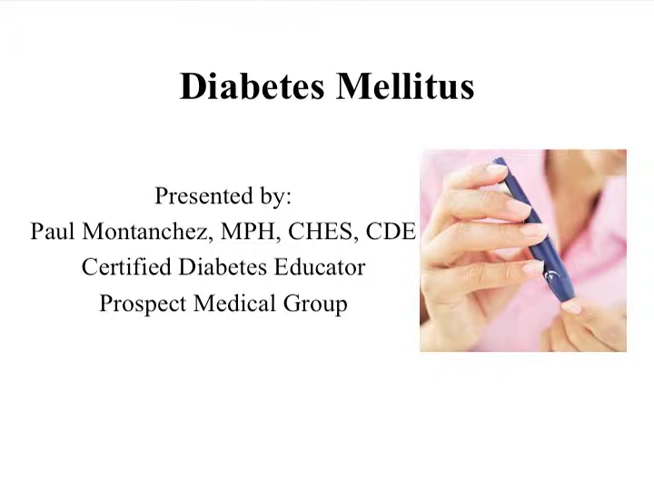 Diabetes Mellitus
Presented by:
Paul Montanchez, MPH, CHES, CDE
Certified Diabetes Educator
Prospect Medical Group